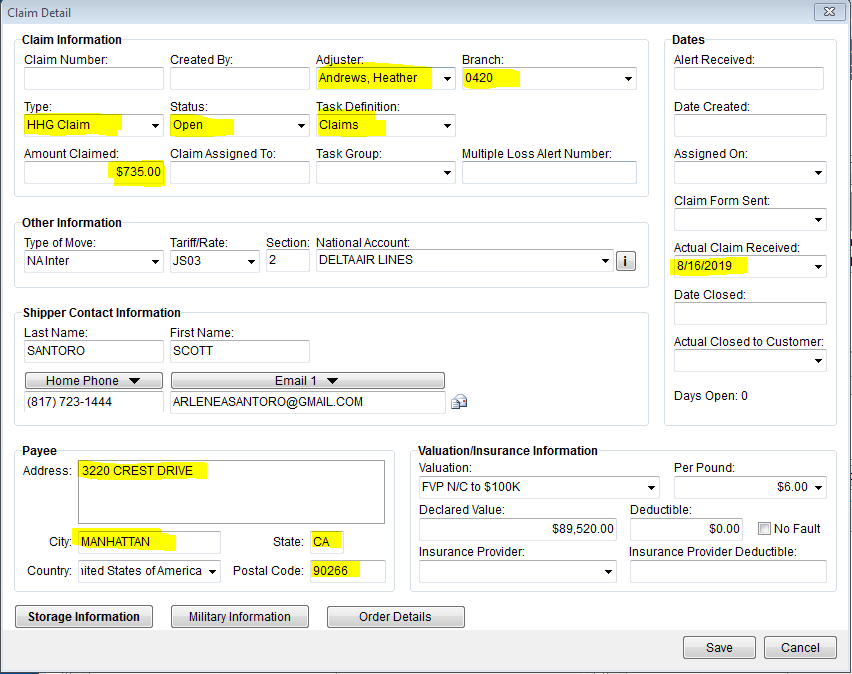 Claim Detail
Claim Information
Claim Number: Created By: Adjuster: Branch:
Andrews, Heather 0420
Type: Status: Task Definition:
HHG Claim Open Claims
Amount Claimed: Claim Assigned To: Task Group: Multiple Loss Alert Number:
$735.00
Other Information
Type of Move: Tariff/Rate: Section: National Account:
NA Inter JS03 2 DELTA AIR LINES i
Shipper Contact Information
Last Name: First Name:
SANTORO SCOTT
Home Phone Email 1
(817) 723-1444 ARLENEASANTORO@GMAIL.COM
Dates
Alert Received:
Date Created:
Assigned On:
Claim Form Sent:
Actual Claim Received:
8/16/2019
Date Closed:
Actual Closed to Customer:
Days Open: 0
Payee
Address: 3220 CREST DRIVE
City: MANHATTAN State: CA
Country: nited States of America Postal Code: 90266
Valuation/Insurance Information
Valuation: Per Pound:
FVP N/C to $100K $6.00
Declared Value: Deductible:
$89,520.00 $0.00 No Fault
Insurance Provider: Insurance Provider Deductible:
Storage Information Military Information Order Details
Save Cancel